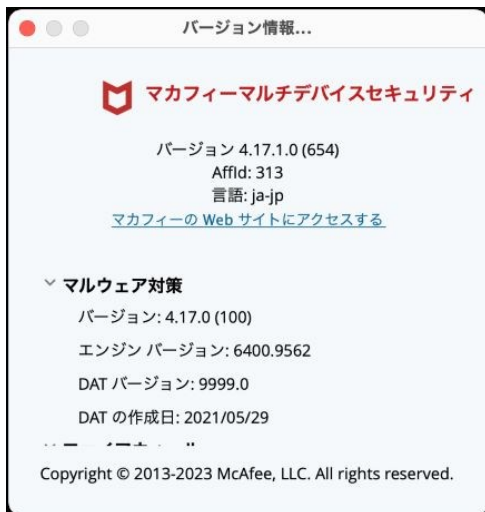 バージョン情報...
マカフィーマルチデバイスセキュリティ
バージョン 4.17.1.0 (654)
AffId: 313
言語: ja-jp
マカフィーの Web サイトにアクセスする
マルウェア対策
バージョン: 4.17.0 (100)
エンジン バージョン: 6400.9562
DAT バージョン: 9999.0
DAT の作成日: 2021/05/29
Copyright © 2013-2023 McAfee, LLC. All rights reserved.